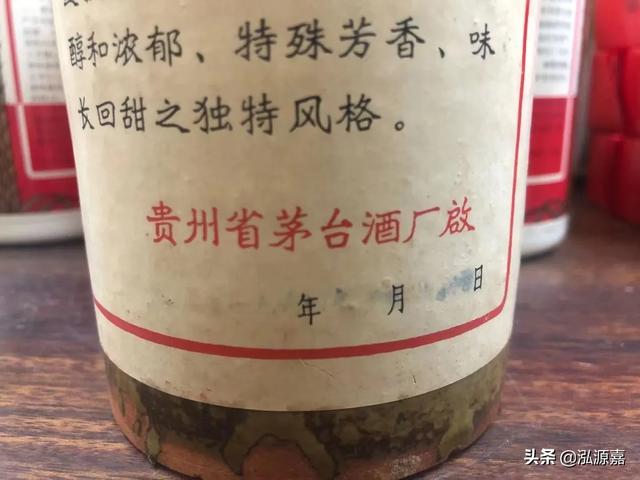 醇和浓郁、特殊芳香、味
长回甜之独特风格。
贵州省茅台酒厂啟
年 月 日
头条 @泓源嘉